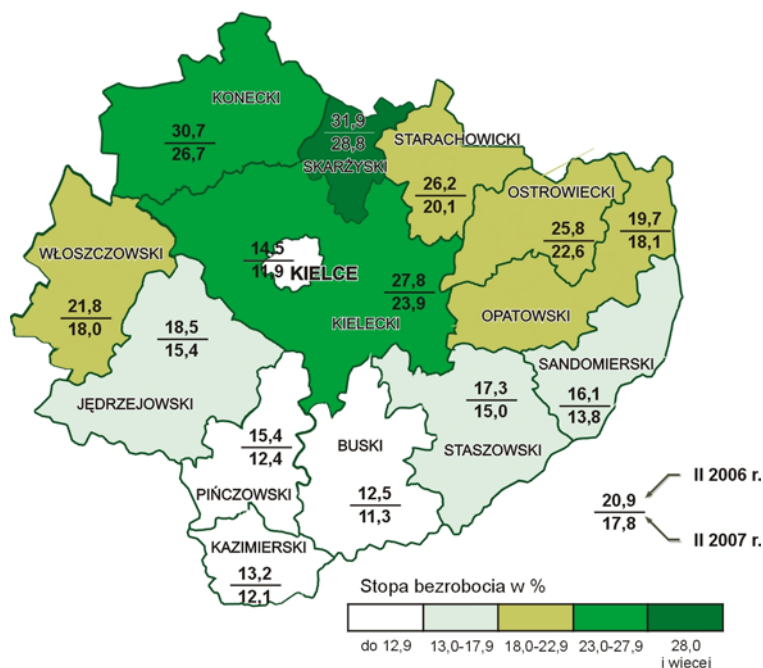 KONECKI
30,7
26,7
31,9
28,8
SKARŻYSKI
STARACHOWICKI
26,2
20,1
OSTROWIECKI
25,8
22,6
19,7
18,1
OPATOWSKI
WŁOSZCZOWSKI
21,8
18,0
14,5
11,9
KIELCE
27,8
23,9
KIELECKI
18,5
15,4
JĘDRZEJOWSKI
SANDOMIERSKI
16,1
13,8
17,3
15,0
STASZOWSKI
15,4
12,4
PIŃCZOWSKI
BUSKI
12,5
11,3
KAZIMIERSKI
13,2
12,1
II 2006 r.
20,9
17,8
II 2007 r.
Stopa bezrobocia w %
do 12,9 13,0-17,9 18,0-22,9 23,0-27,9 28,0
i więcej